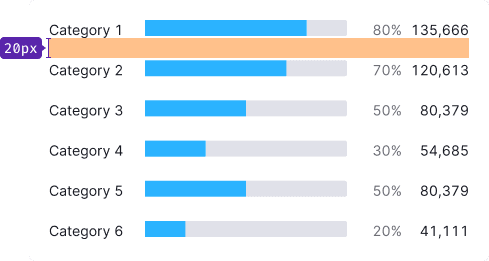 Category 1 80% 135,666
20px
Category 2 70% 120,613
Category 3 50% 80,379
Category 4 30% 54,685
Category 5 50% 80,379
Category 6 20% 41,111